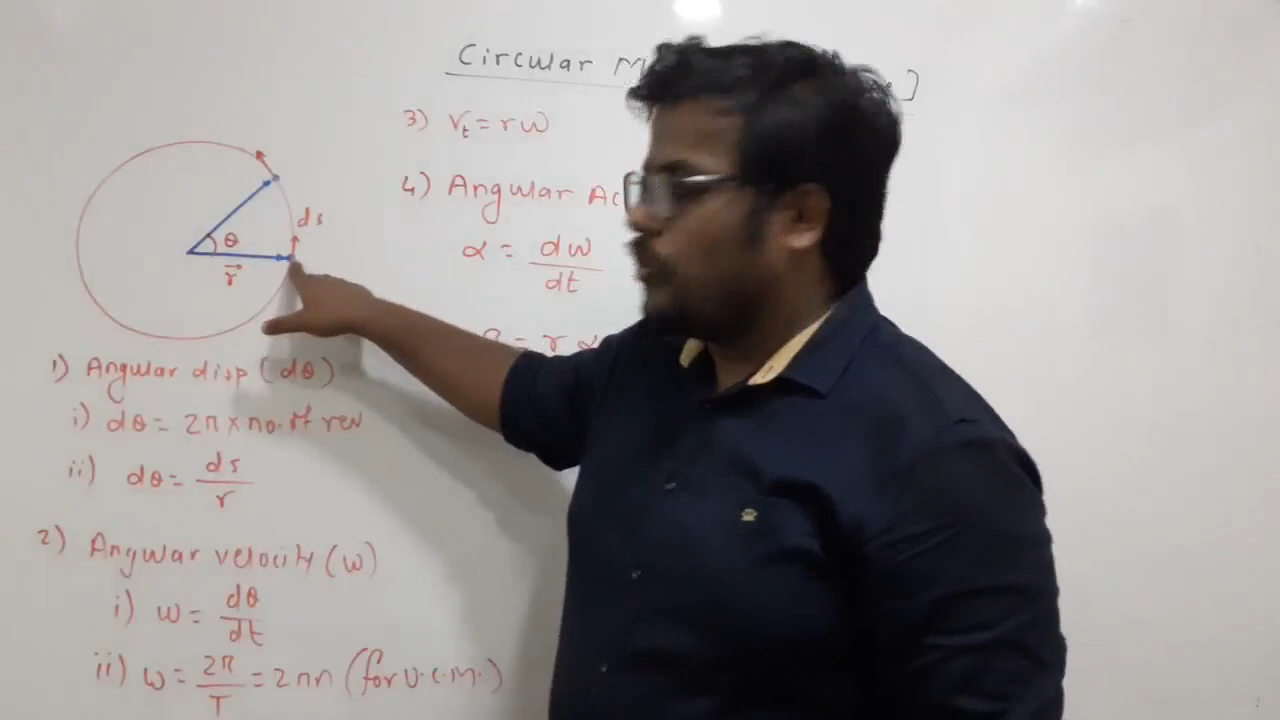 Circular
ds
θ
r
3) Vt = rω
4) Angular Ac
α = dω/dt
= r α
1) Angular disp (dθ)
i) dθ = 2π × no. of rev
ii) dθ = ds/r
2) Angular velocity (ω)
i) ω = dθ/dt
ii) ω = 2π/T = 2πn (for U.C.M.)